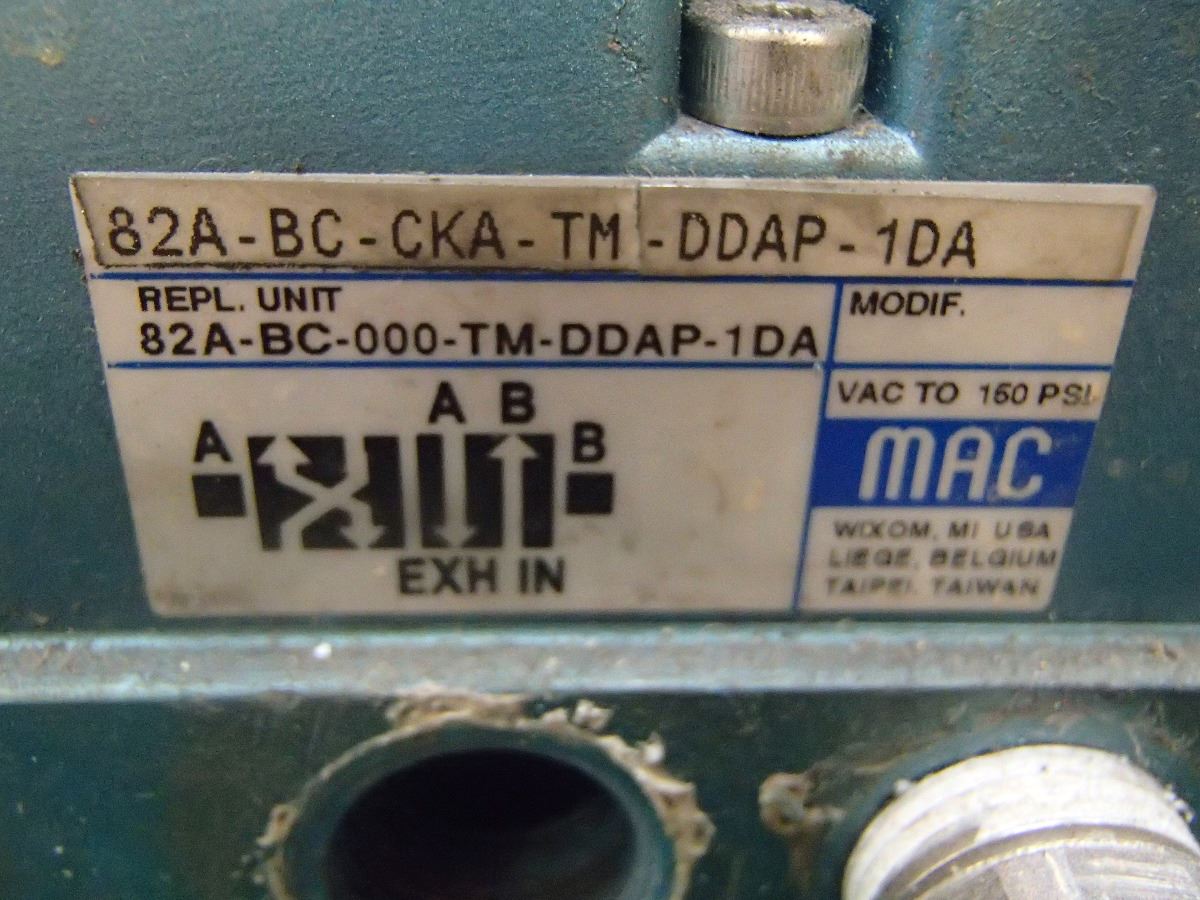 82A-BC-CKA-TM-DDAP-1DA
REPL. UNIT
82A-BC-000-TM-DDAP-1DA
MODIF.
VAC TO 150 PSI
MAC
WIXOM, MI USA
LIEGE, BELGIUM
TAIPEI, TAIWAN
A B
A B
EXH IN